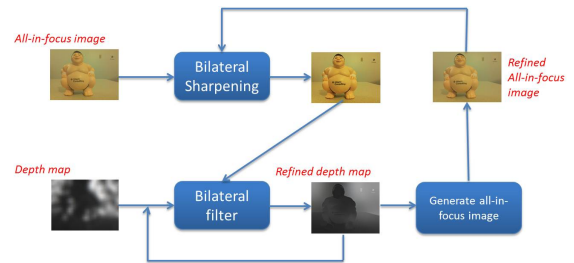 All-in-focus image
Bilateral
Sharpening
Refined
All-in-focus
image
Depth map
Bilateral
filter
Refined depth map
Generate all-in-
focus image